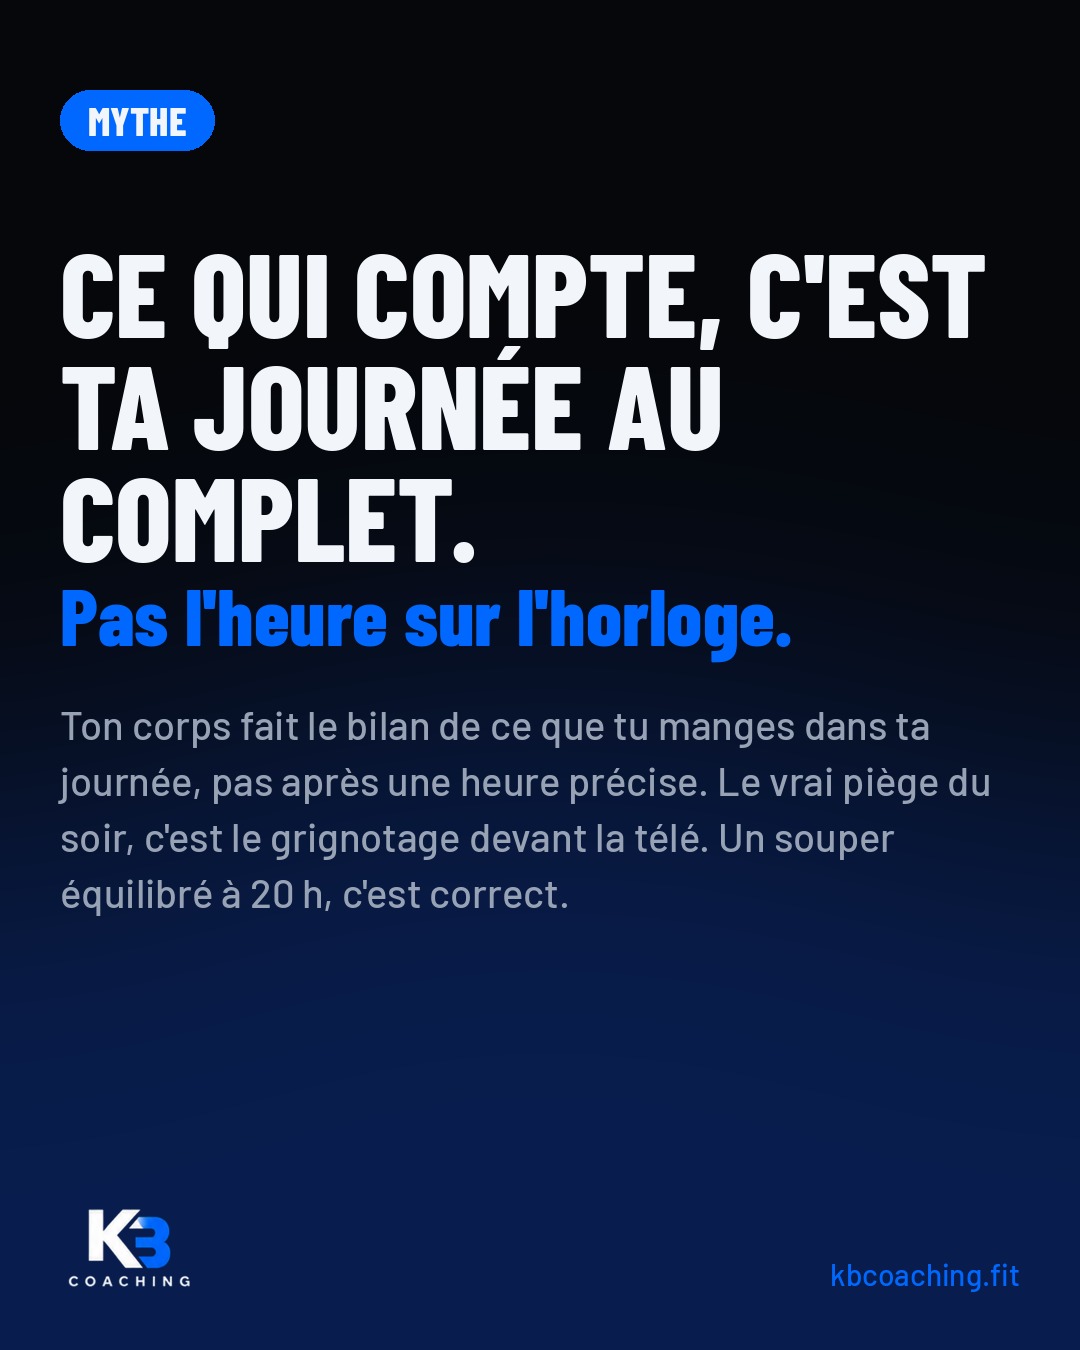 MYTHE
CE QUI COMPTE, C'EST
TA JOURNÉE AU
COMPLET.
Pas l'heure sur l'horloge.
Ton corps fait le bilan de ce que tu manges dans ta
journée, pas après une heure précise. Le vrai piège du
soir, c'est le grignotage devant la télé. Un souper
équilibré à 20 h, c'est correct.
KB
COACHING
kbcoaching.fit